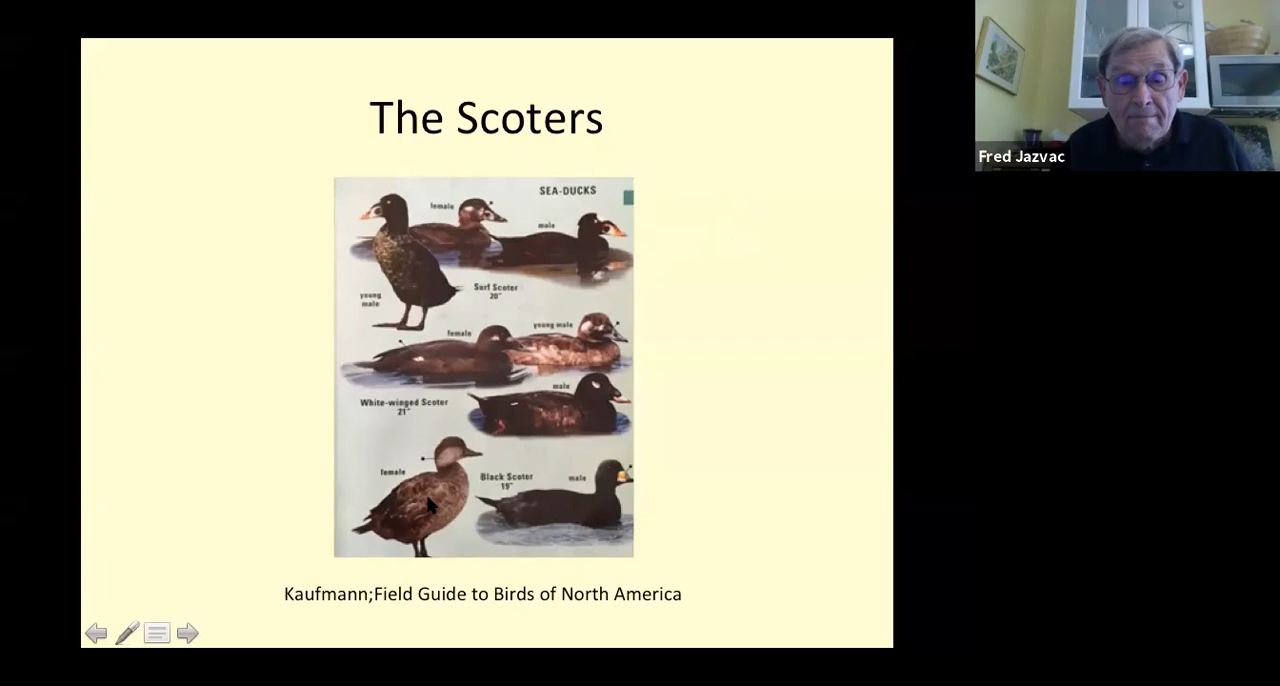 The Scoters
SEA-DUCKS
female
male
young
male
Surf Scoter
20"
female
young male
male
White-winged Scoter
21"
female
Black Scoter
19"
male
Kaufmann;Field Guide to Birds of North America
Fred Jazvac